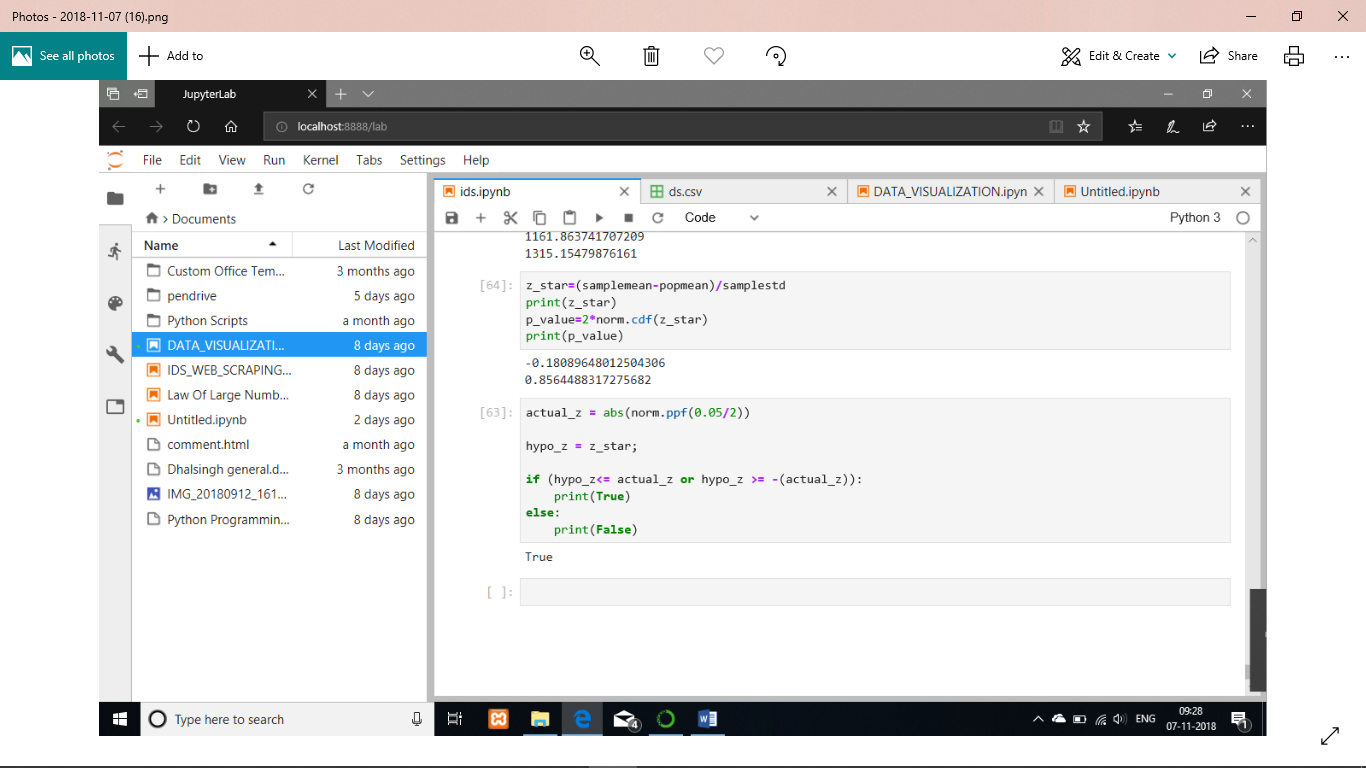 Photos - 2018-11-07 (16).png
See all photos
Add to
Edit & Create
Share
JupyterLab
localhost:8888/lab
File Edit View Run Kernel Tabs Settings Help
Documents
Name Last Modified
Custom Office Tem... 3 months ago
pendrive 5 days ago
Python Scripts a month ago
DATA_VISUALIZATI... 8 days ago
IDS_WEB_SCRAPING... 8 days ago
Law Of Large Numb... 8 days ago
Untitled.ipynb 2 days ago
comment.html a month ago
Dhalsingh general.d... 3 months ago
IMG_20180912_161... 8 days ago
Python Programmin... 8 days ago
ids.ipynb ds.csv DATA_VISUALIZATION.ipyn Untitled.ipynb
Code Python 3
1161.863741707209
1315.15479876161
[64]: z_star=(samplemean-popmean)/samplestd
print(z_star)
p_value=2*norm.cdf(z_star)
print(p_value)
-0.18089648012504306
0.8564488317275682
[63]: actual_z = abs(norm.ppf(0.05/2))
hypo_z = z_star;
if (hypo_z<= actual_z or hypo_z >= -(actual_z)):
print(True)
else:
print(False)
True
[ ]:
Type here to search
4
ENG
09:28
07-11-2018
1